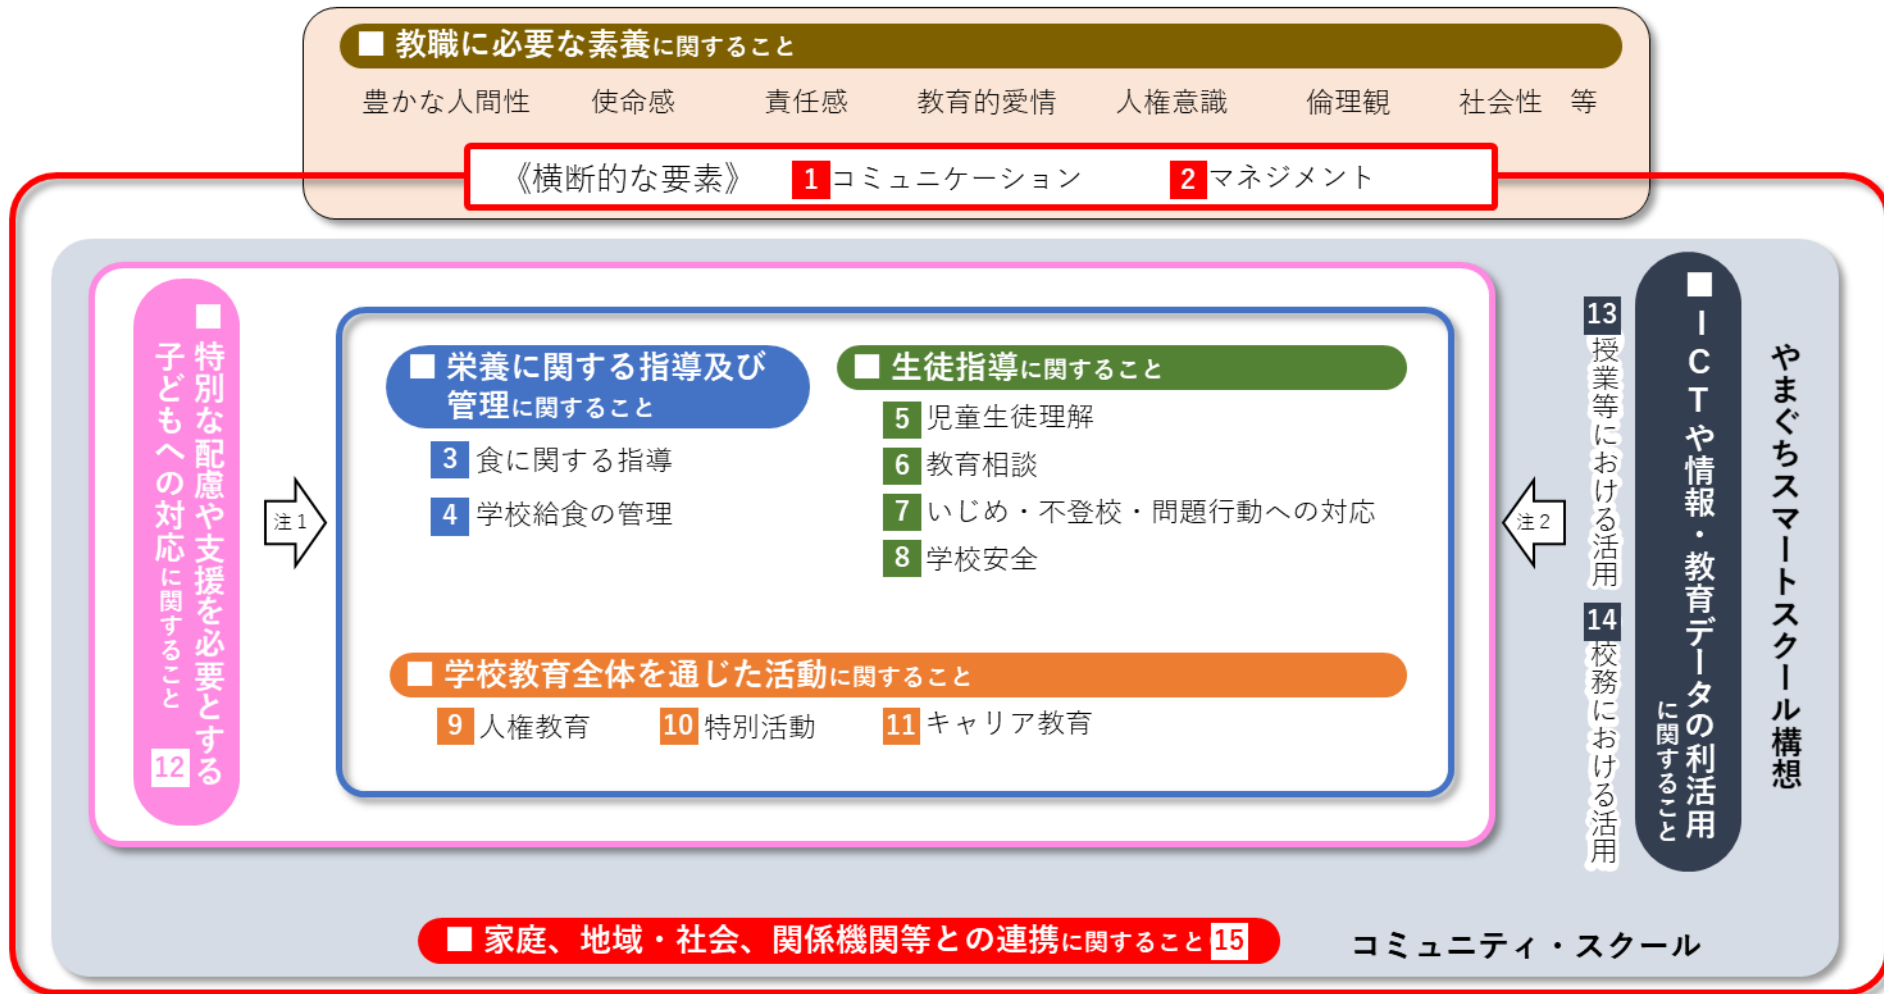 ■ 教職に必要な素養に関すること
豊かな人間性 使命感 責任感 教育的愛情 人権意識 倫理観 社会性 等
《横断的な要素》 1 コミュニケーション 2 マネジメント
■ 特別な配慮や支援を必要とする
子どもへの対応に関すること 12
注1
■ 栄養に関する指導及び
管理に関すること
3 食に関する指導
4 学校給食の管理
■ 生徒指導に関すること
5 児童生徒理解
6 教育相談
7 いじめ・不登校・問題行動への対応
8 学校安全
■ 学校教育全体を通じた活動に関すること
9 人権教育 10 特別活動 11 キャリア教育
注2
13 授業等における活用
14 校務における活用
■ ICTや情報・教育データの利活用
に関すること
やまぐちスマートスクール構想
■ 家庭、地域・社会、関係機関等との連携に関すること 15
コミュニティ・スクール